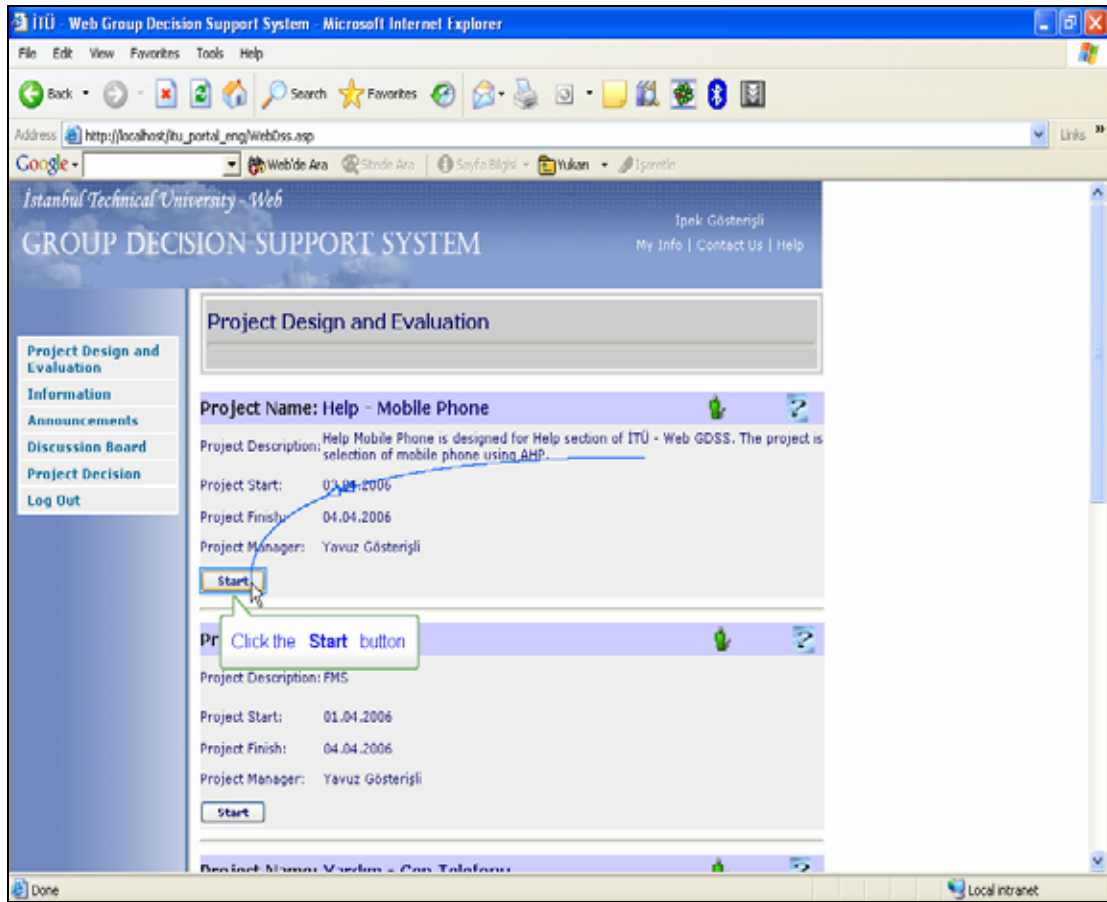 İTÜ - Web Group Decision Support System - Microsoft Internet Explorer
File Edit View Favorites Tools Help
Back Search Favorites
Address http://localhost/itu_portal_eng/WebDss.asp Links
Google Web'de Ara Sitede Ara Sayfa Bilgisi Yukarı İşaretle
İstanbul Technical University - Web
İpek Gösterişli
GROUP DECISION SUPPORT SYSTEM
My Info | Contact Us | Help
Project Design and Evaluation
Project Design and
Evaluation
Information
Announcements
Discussion Board
Project Decision
Log Out
Project Name: Help - Mobile Phone
Project Description: Help Mobile Phone is designed for Help section of İTÜ - Web GDSS. The project is
selection of mobile phone using AHP.
Project Start: 03.04.2006
Project Finish: 04.04.2006
Project Manager: Yavuz Gösterişli
Start
Click the Start button
Pr
Project Description: FMS
Project Start: 01.04.2006
Project Finish: 04.04.2006
Project Manager: Yavuz Gösterişli
Start
Project Name: Yardım - Cep Telefonu
Done Local intranet